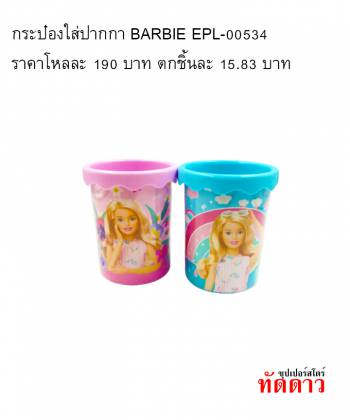 กระป๋องใส่ปากกา BARBIE EPL-00534
ราคาโหลละ 190 บาท ตกชิ้นละ 15.83 บาท
ซุปเปอร์สโตร์
ทัดดาว